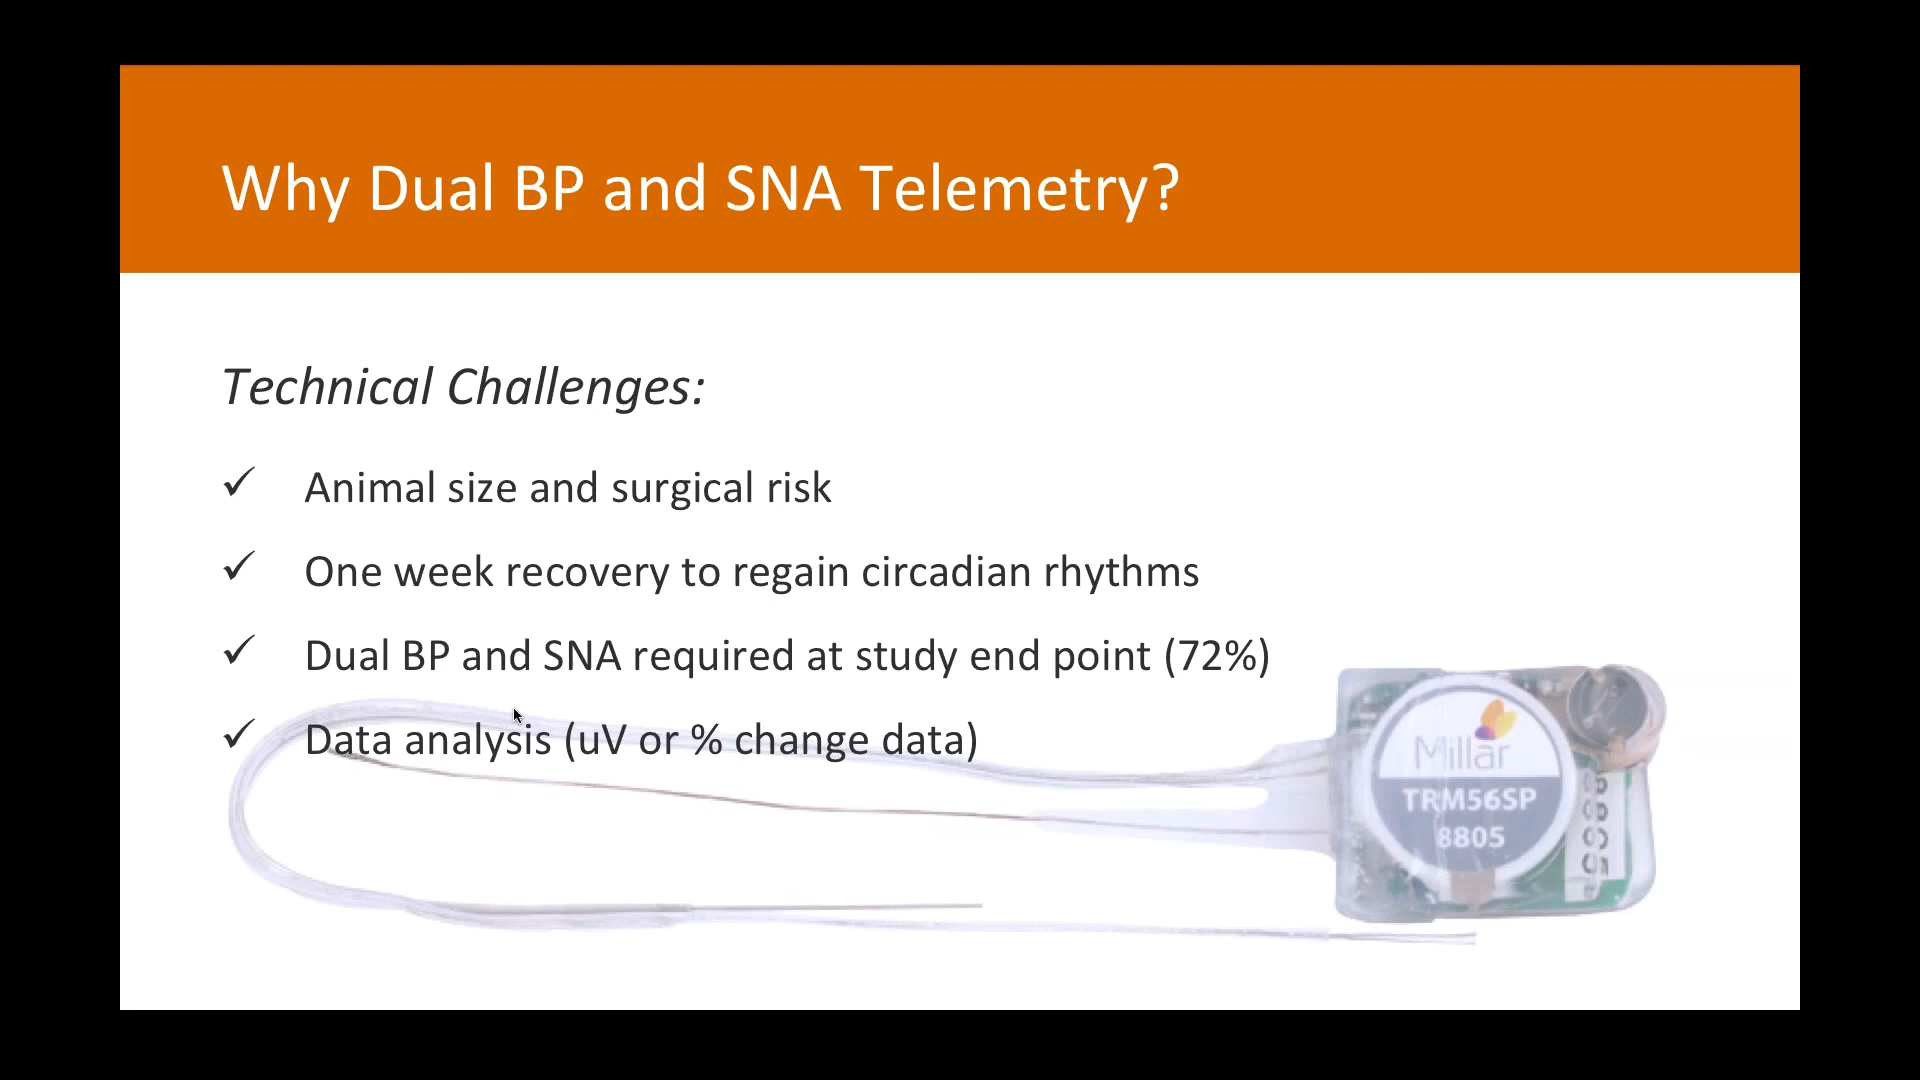 Why Dual BP and SNA Telemetry?
Technical Challenges:
✓ Animal size and surgical risk
✓ One week recovery to regain circadian rhythms
✓ Dual BP and SNA required at study end point (72%)
✓ Data analysis (uV or % change data)
Millar
TRM56SP
8805
8805